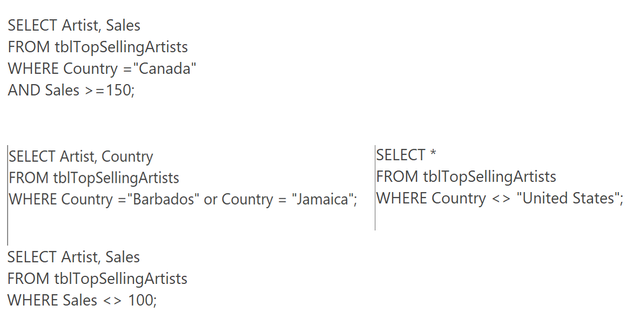 SELECT Artist, Sales
FROM tblTopSellingArtists
WHERE Country ="Canada"
AND Sales >=150;
SELECT Artist, Country
FROM tblTopSellingArtists
WHERE Country ="Barbados" or Country = "Jamaica";
SELECT *
FROM tblTopSellingArtists
WHERE Country <> "United States";
SELECT Artist, Sales
FROM tblTopSellingArtists
WHERE Sales <> 100;